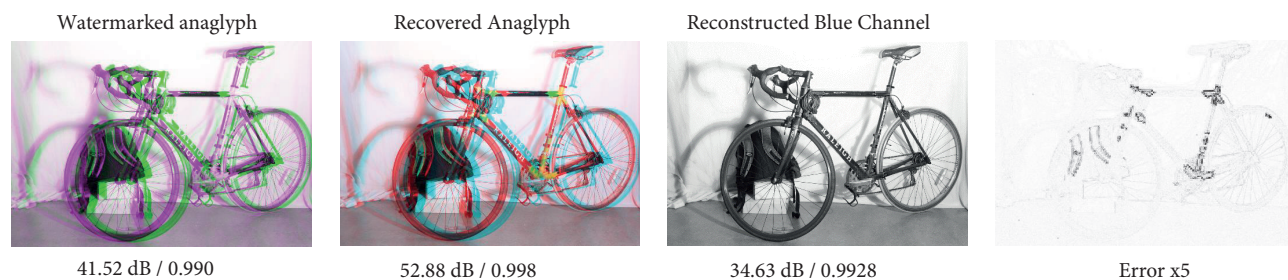 Watermarked anaglyph
Recovered Anaglyph
Reconstructed Blue Channel
RALEIGH
41.52 dB / 0.990
52.88 dB / 0.998
34.63 dB / 0.9928
Error x5